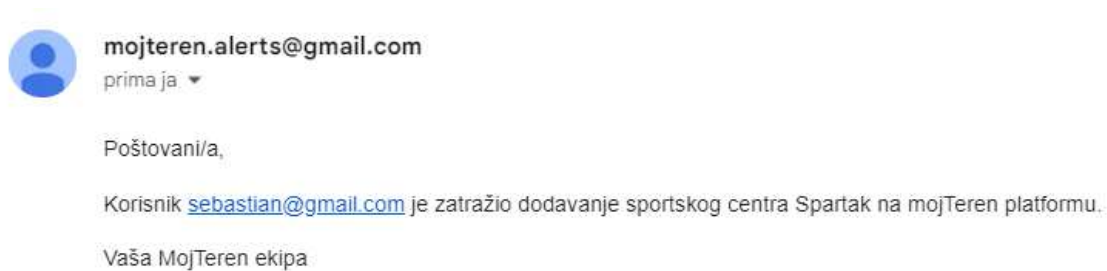 mojteren.alerts@gmail.com
prima ja
Poštovani/a,
Korisnik sebastian@gmail.com je zatražio dodavanje sportskog centra Spartak na mojTeren platformu.
Vaša MojTeren ekipa